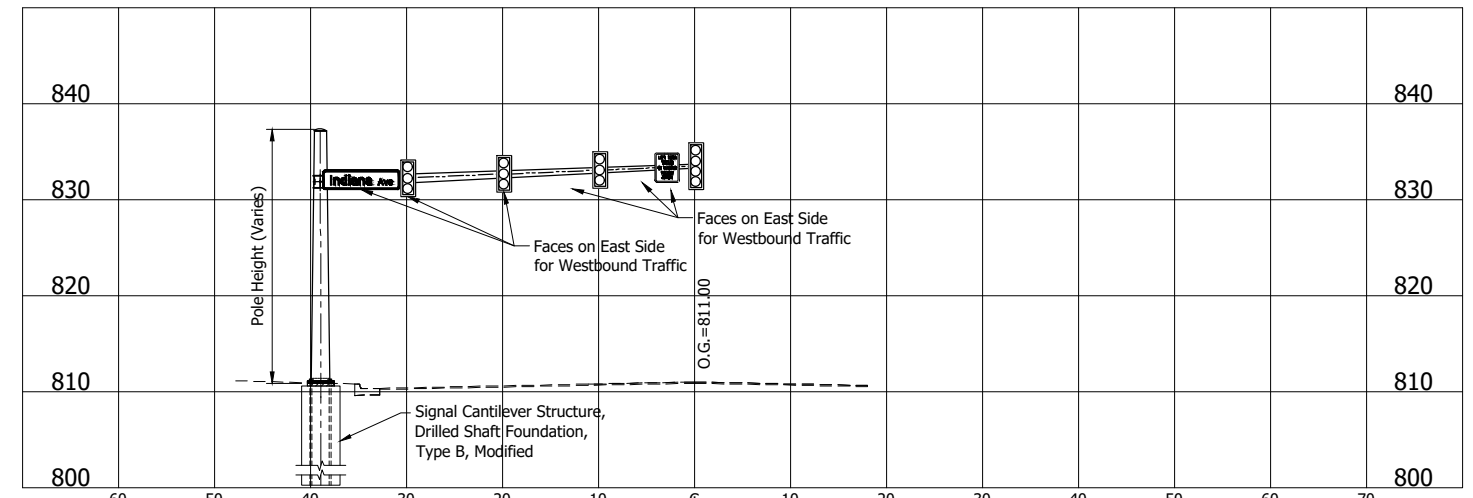 840 840
Indiana Ave
830 830
Pole Height (Varies)
Faces on East Side
for Westbound Traffic
Faces on East Side
for Westbound Traffic
820 820
O.G.=811.00
810 810
Signal Cantilever Structure,
Drilled Shaft Foundation,
Type B, Modified
800 800
60 50 40 30 20 10 10 20 30 40 50 60 70